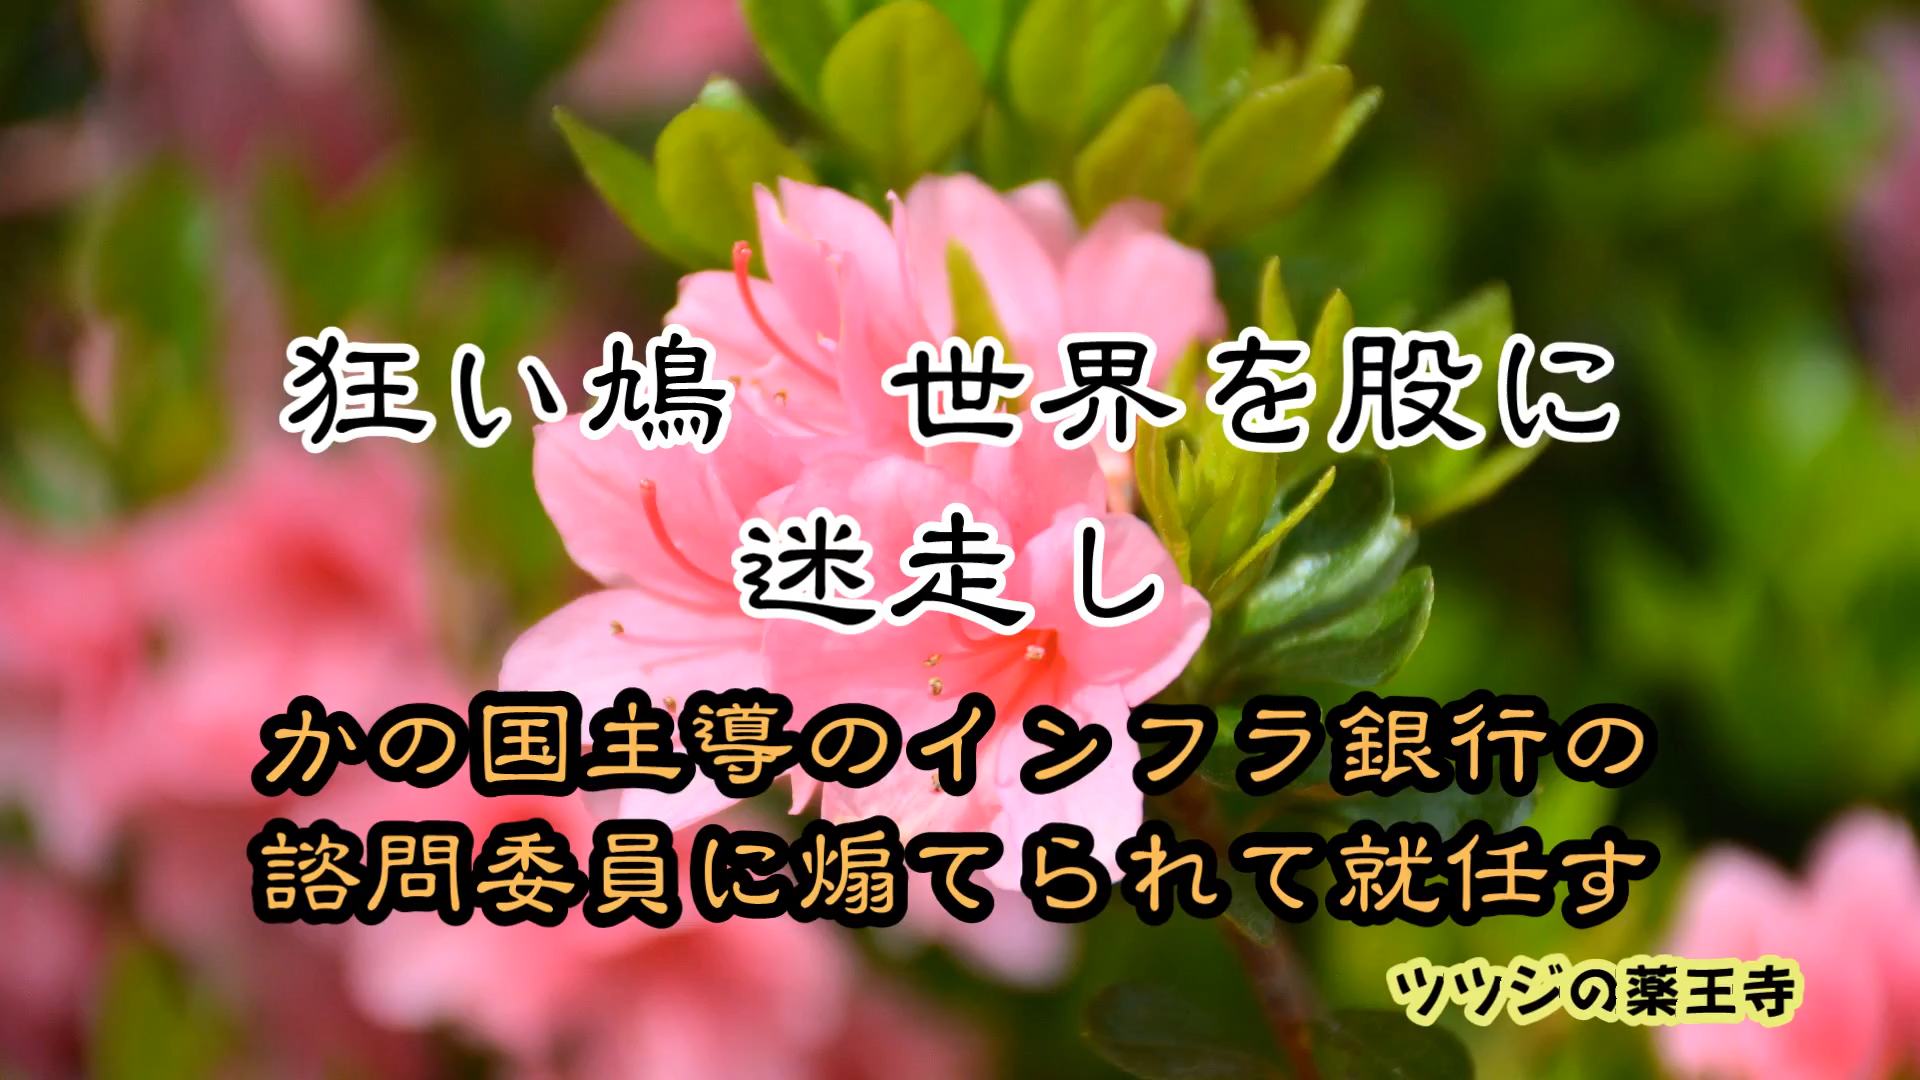 狂い鳩　世界を股に
迷走し
かの国主導のインフラ銀行の
諮問委員に煽てられて就任す
ツツジの薬王寺